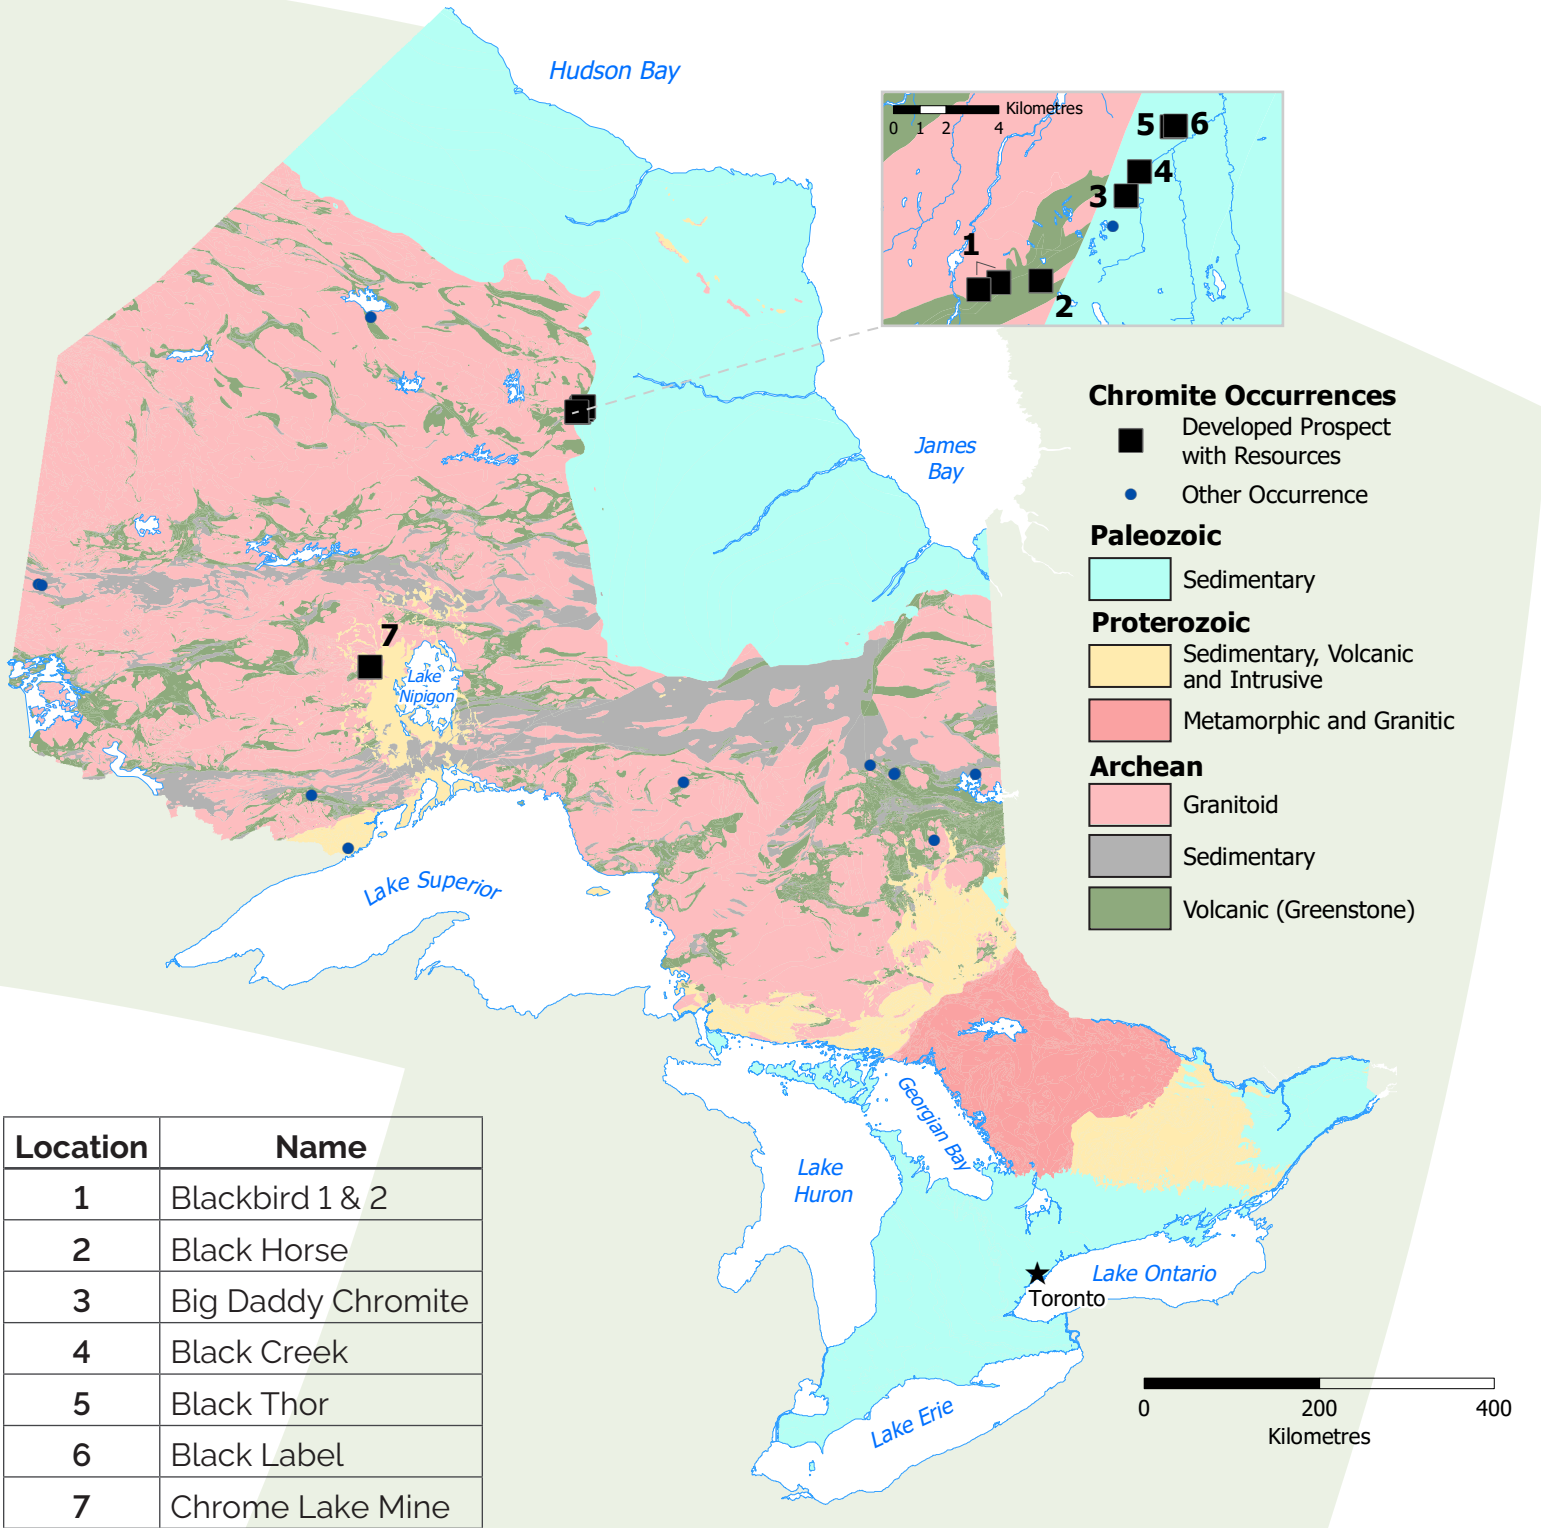 Hudson Bay
Kilometres
0 1 2 4
5 6
4
3
1
2
James
Bay
Chromite Occurrences
Developed Prospect
with Resources
Other Occurrence
Paleozoic
Sedimentary
Proterozoic
Sedimentary, Volcanic
and Intrusive
Metamorphic and Granitic
Archean
Granitoid
Sedimentary
Volcanic (Greenstone)
7
Lake
Nipigon
Lake Superior
Georgian Bay
Lake
Huron
Lake Ontario
Toronto
Lake Erie
0 200 400
Kilometres
Location Name
1 Blackbird 1 & 2
2 Black Horse
3 Big Daddy Chromite
4 Black Creek
5 Black Thor
6 Black Label
7 Chrome Lake Mine